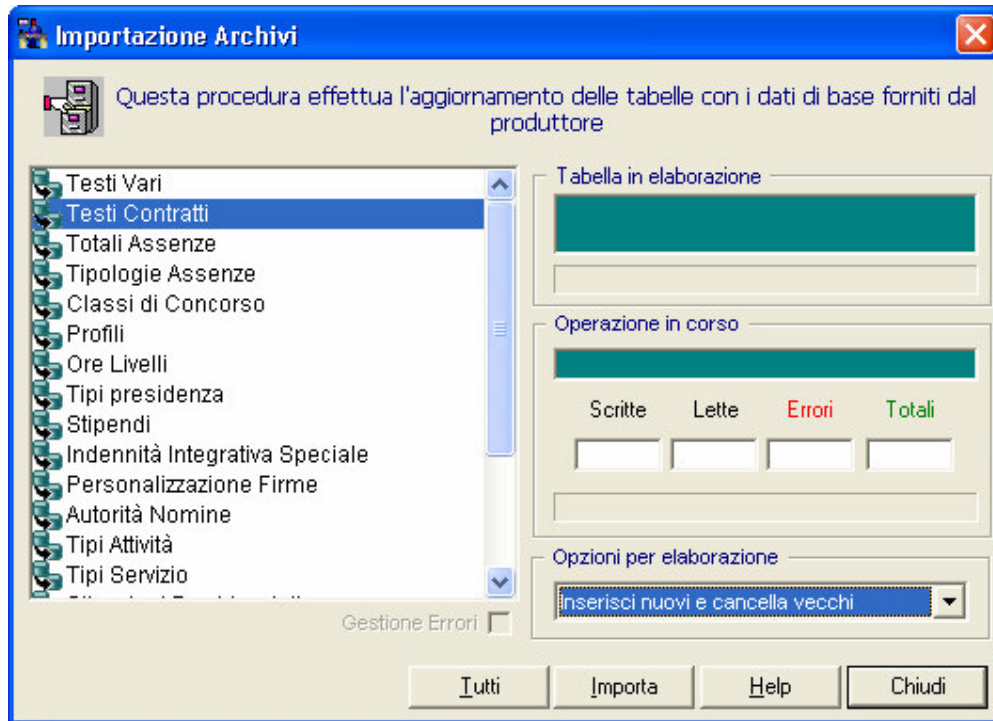 Importazione Archivi
Questa procedura effettua l'aggiornamento delle tabelle con i dati di base forniti dal
produttore
Testi Vari
Testi Contratti
Totali Assenze
Tipologie Assenze
Classi di Concorso
Profili
Ore Livelli
Tipi presidenza
Stipendi
Indennità Integrativa Speciale
Personalizzazione Firme
Autorità Nomine
Tipi Attività
Tipi Servizio
Gestione Errori
Tabella in elaborazione
Operazione in corso
Scritte Lette Errori Totali
Opzioni per elaborazione
Inserisci nuovi e cancella vecchi
Tutti Importa Help Chiudi